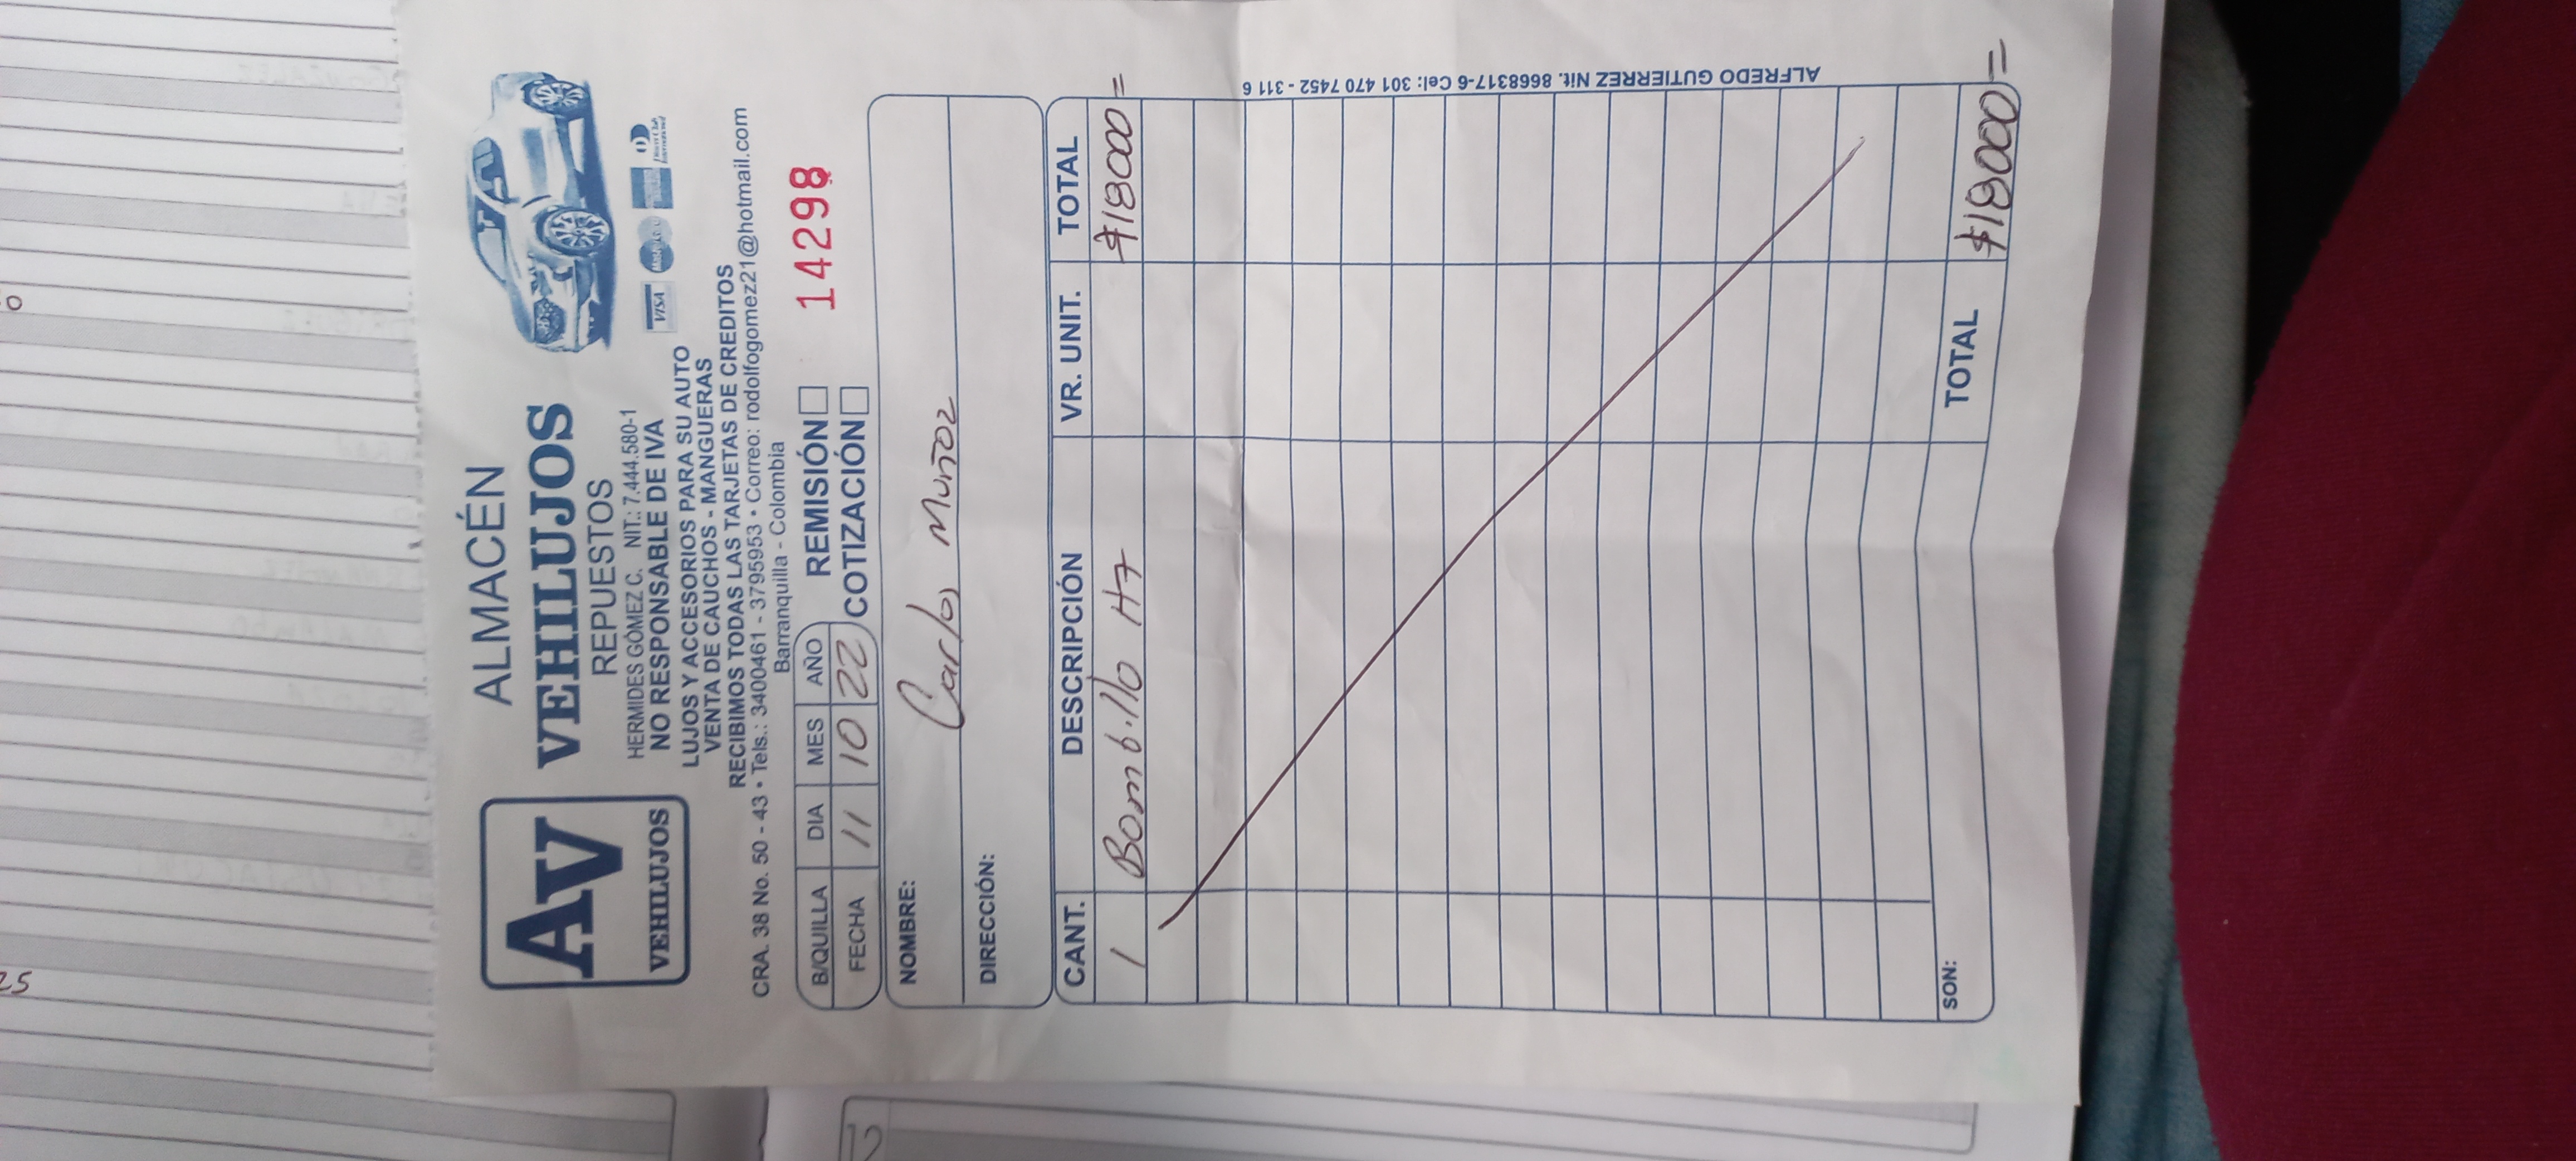 ALMACÉN
VEHILUJOS
REPUESTOS
AV
VEHILUJOS
HERMIDES GÓMEZ C. NIT.: 7.444.580-1
NO RESPONSABLE DE IVA
LUJOS Y ACCESORIOS PARA SU AUTO
VENTA DE CAUCHOS - MANGUERAS
RECIBIMOS TODAS LAS TARJETAS DE CREDITOS
VISA
CRA. 38 No. 50 - 43 • Tels.: 3400461 - 3795953 • Correo: rodolfogomez21@hotmail.com
Barranquilla - Colombia
B/QUILLA DIA MES AÑO
FECHA 11 10 22
REMISIÓN
COTIZACIÓN
14298
NOMBRE: Carlos Muñoz
DIRECCIÓN:
CANT. DESCRIPCIÓN VR. UNIT. TOTAL
1 Bombillo H7 $18000=
SON:
TOTAL $18000=
ALFREDO GUTIERREZ Nit. 8668317-6 Cel: 301 470 7452 - 311 6
25